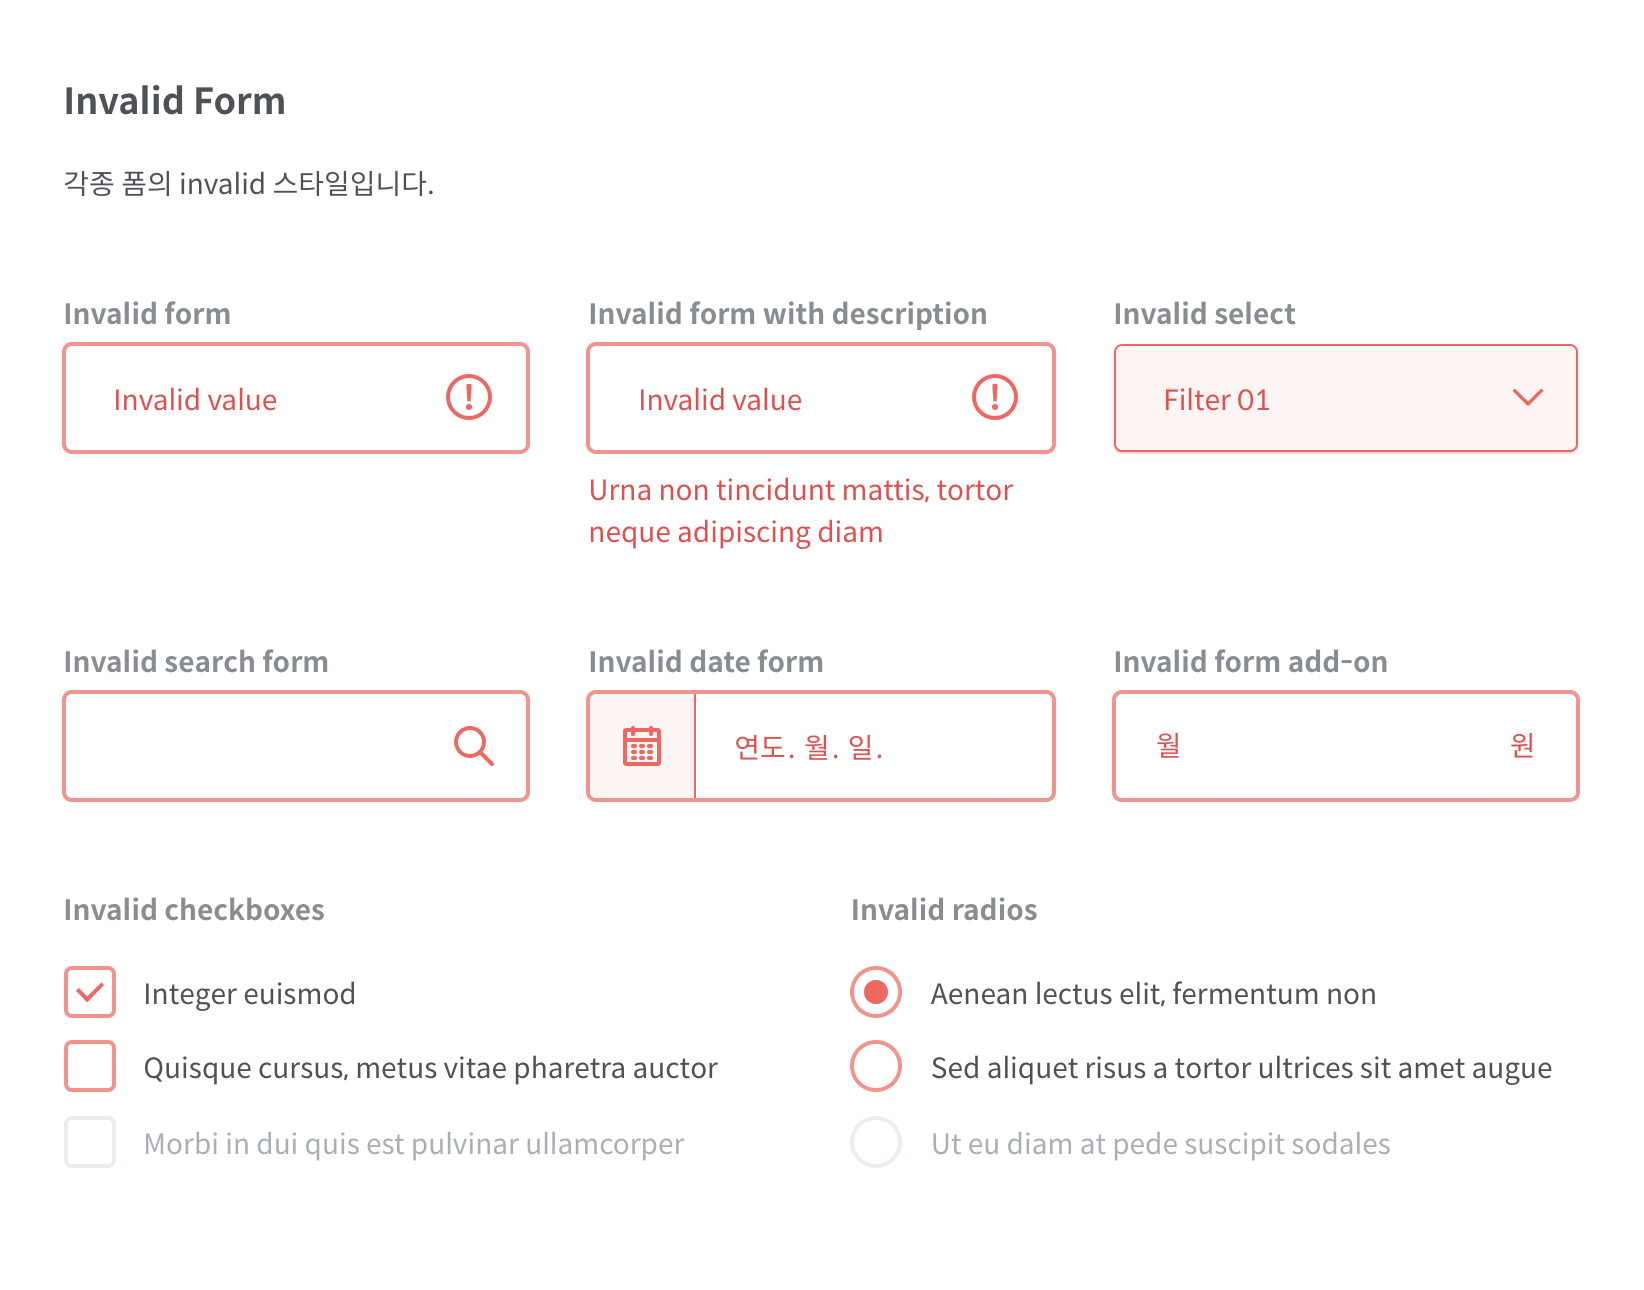 Invalid Form
각종 폼의 invalid 스타일입니다.
Invalid form
Invalid value
Invalid form with description
Invalid value
Urna non tincidunt mattis, tortor
neque adipiscing diam
Invalid select
Filter 01
Invalid search form
Invalid date form
연도. 월. 일.
Invalid form add-on
월
원
Invalid checkboxes
Integer euismod
Quisque cursus, metus vitae pharetra auctor
Morbi in dui quis est pulvinar ullamcorper
Invalid radios
Aenean lectus elit, fermentum non
Sed aliquet risus a tortor ultrices sit amet augue
Ut eu diam at pede suscipit sodales